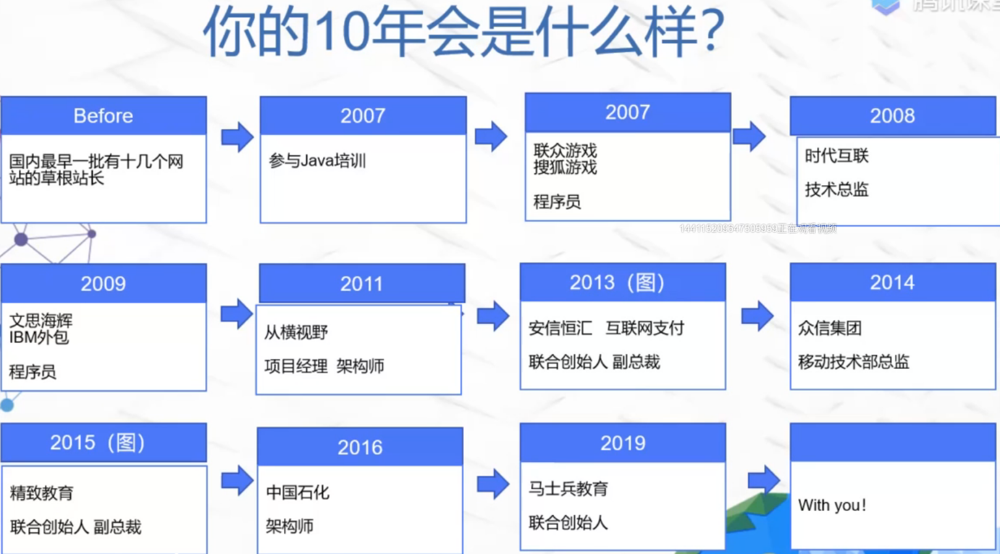 腾讯课
你的10年会是什么样？
Before
国内最早一批有十几个网
站的草根站长
2007
参与Java培训
2007
联众游戏
搜狐游戏
程序员
2008
时代互联
技术总监
144115209647505959正在观看视频
2009
文思海辉
IBM外包
程序员
2011
从横视野
项目经理 架构师
2013（图）
安信恒汇 互联网支付
联合创始人 副总裁
2014
众信集团
移动技术部总监
2015（图）
精致教育
联合创始人 副总裁
2016
中国石化
架构师
2019
马士兵教育
联合创始人
With you！